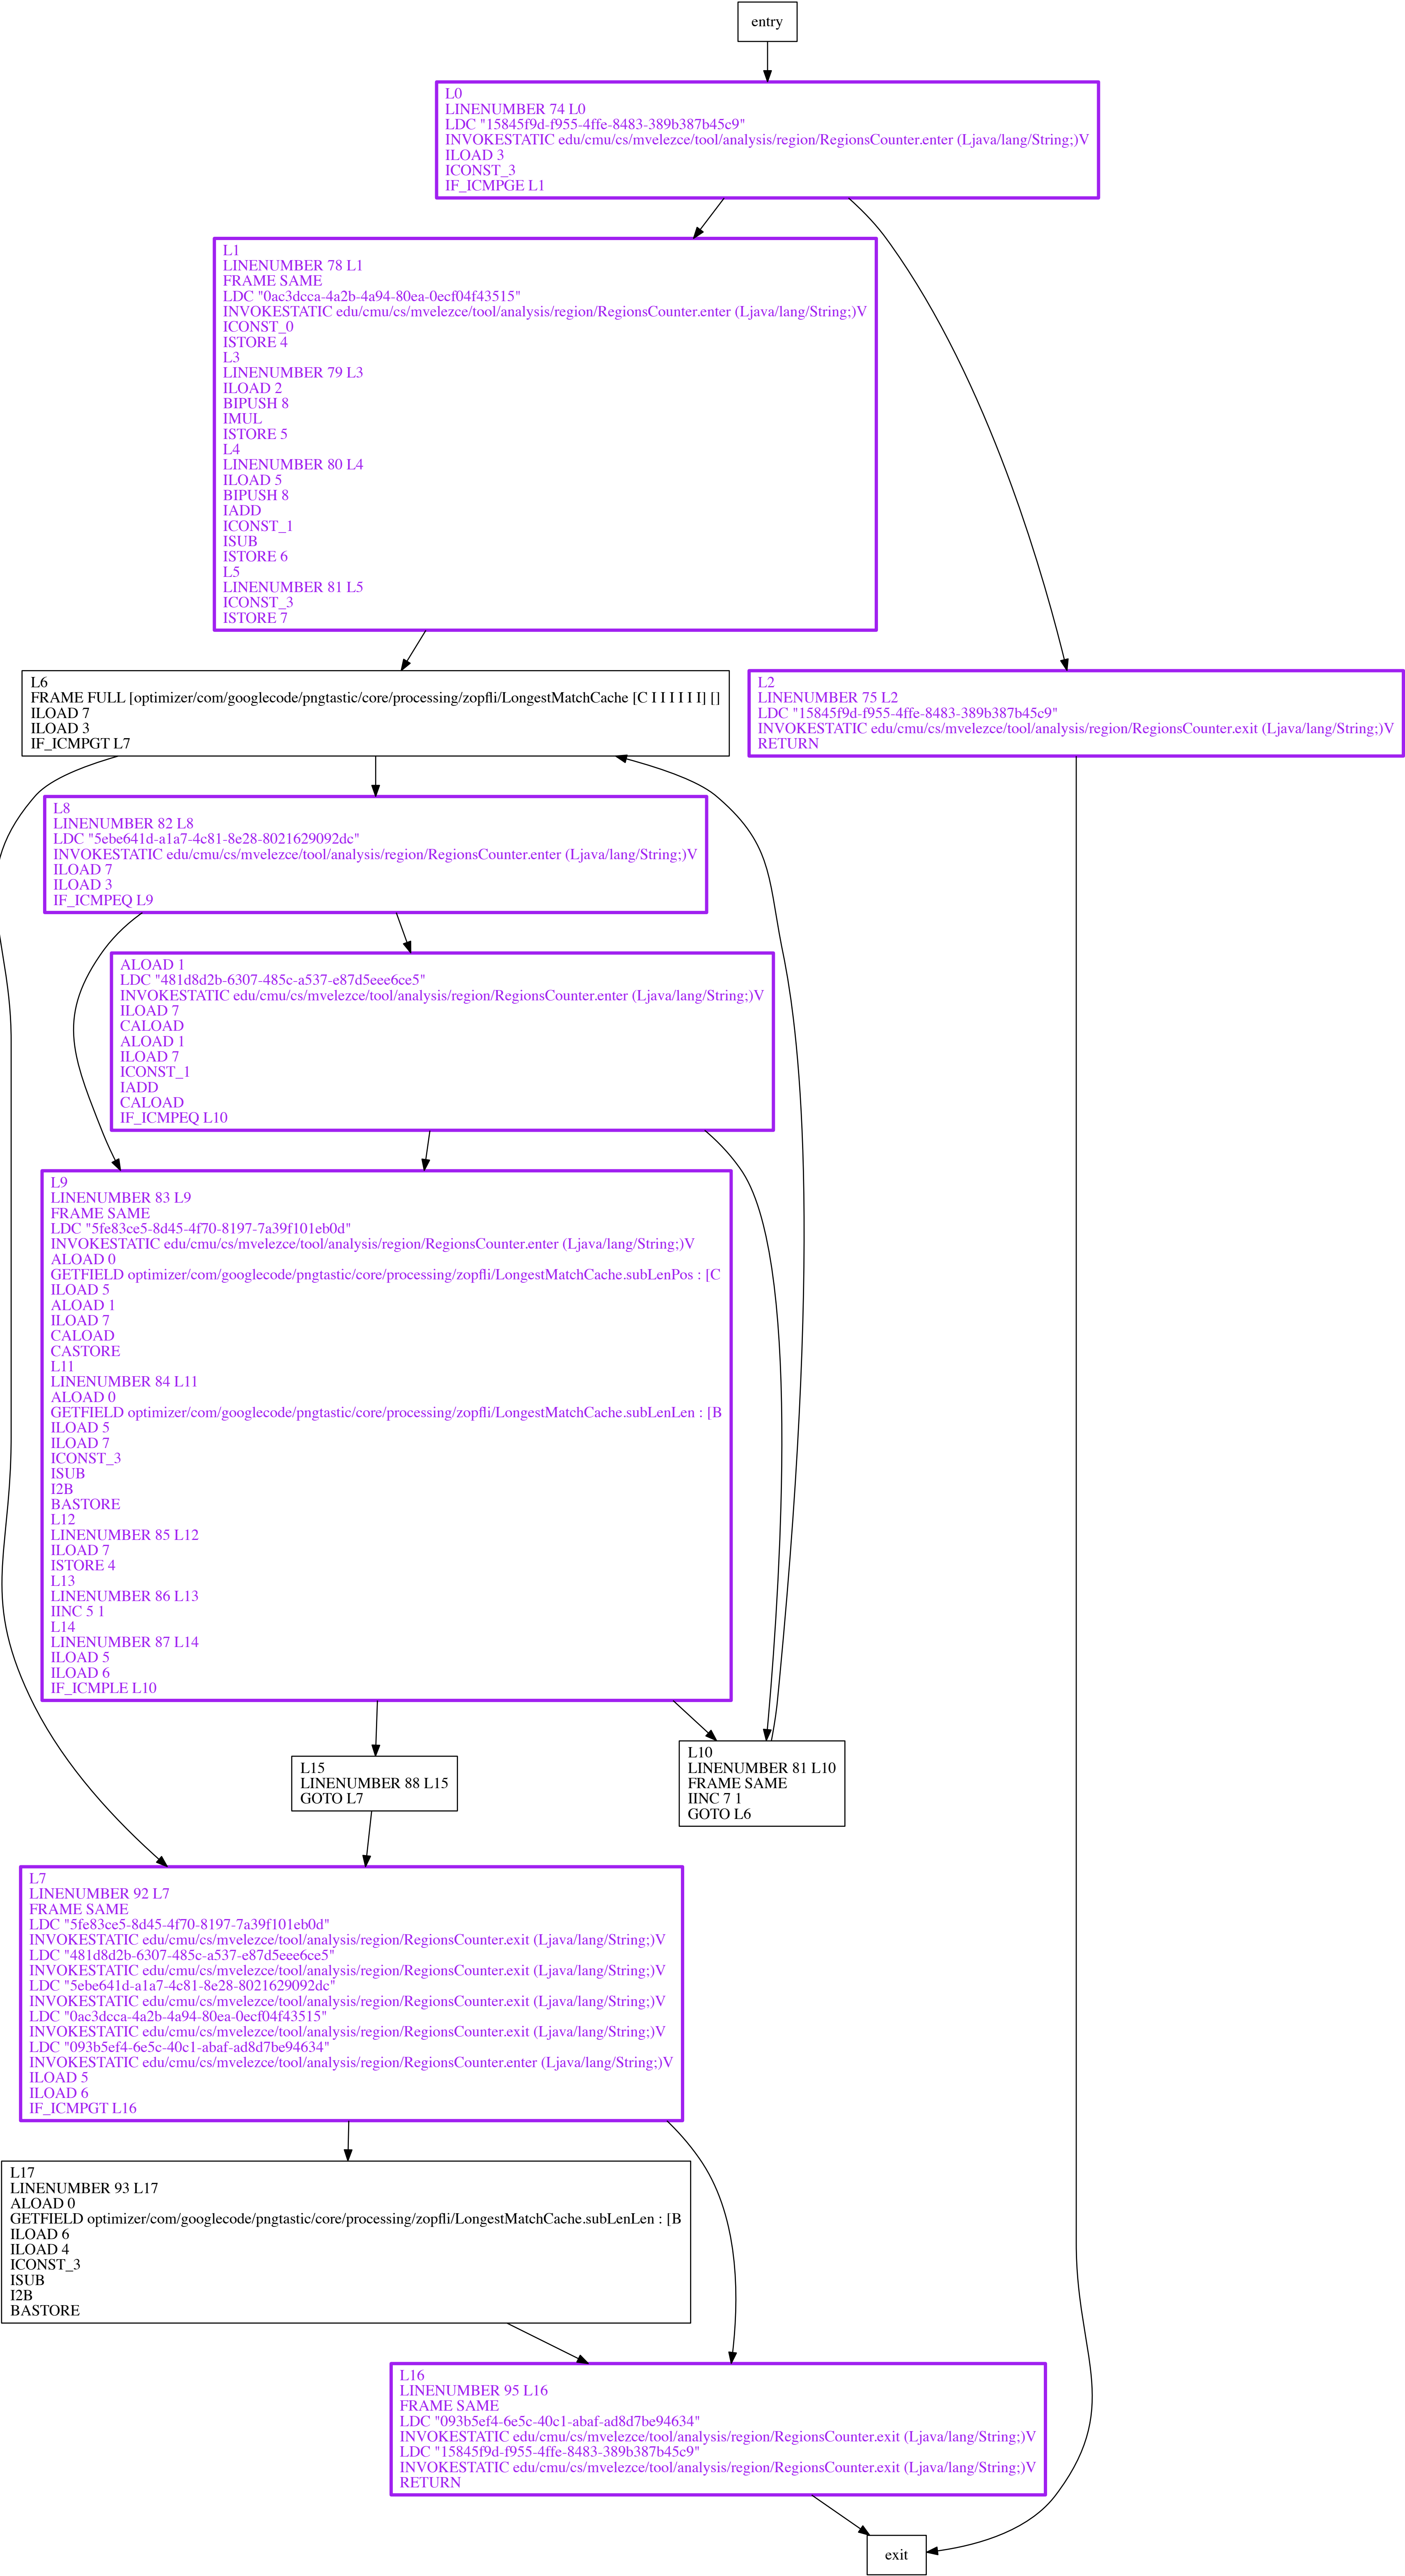 entry
L0
LINENUMBER 74 L0
LDC "15845f9d-f955-4ffe-8483-389b387b45c9"
INVOKESTATIC edu/cmu/cs/mvelezce/tool/analysis/region/RegionsCounter.enter (Ljava/lang/String;)V
ILOAD 3
ICONST_3
IF_ICMPGE L1
L1
LINENUMBER 78 L1
FRAME SAME
LDC "0ac3dcca-4a2b-4a94-80ea-0ecf04f43515"
INVOKESTATIC edu/cmu/cs/mvelezce/tool/analysis/region/RegionsCounter.enter (Ljava/lang/String;)V
ICONST_0
ISTORE 4
L3
LINENUMBER 79 L3
ILOAD 2
BIPUSH 8
IMUL
ISTORE 5
L4
LINENUMBER 80 L4
ILOAD 5
BIPUSH 8
IADD
ICONST_1
ISUB
ISTORE 6
L5
LINENUMBER 81 L5
ICONST_3
ISTORE 7
L6
FRAME FULL [optimizer/com/googlecode/pngtastic/core/processing/zopfli/LongestMatchCache [C I I I I I I] []
ILOAD 7
ILOAD 3
IF_ICMPGT L7
L2
LINENUMBER 75 L2
LDC "15845f9d-f955-4ffe-8483-389b387b45c9"
INVOKESTATIC edu/cmu/cs/mvelezce/tool/analysis/region/RegionsCounter.exit (Ljava/lang/String;)V
RETURN
L8
LINENUMBER 82 L8
LDC "5ebe641d-a1a7-4c81-8e28-8021629092dc"
INVOKESTATIC edu/cmu/cs/mvelezce/tool/analysis/region/RegionsCounter.enter (Ljava/lang/String;)V
ILOAD 7
ILOAD 3
IF_ICMPEQ L9
ALOAD 1
LDC "481d8d2b-6307-485c-a537-e87d5eee6ce5"
INVOKESTATIC edu/cmu/cs/mvelezce/tool/analysis/region/RegionsCounter.enter (Ljava/lang/String;)V
ILOAD 7
CALOAD
ALOAD 1
ILOAD 7
ICONST_1
IADD
CALOAD
IF_ICMPEQ L10
L9
LINENUMBER 83 L9
FRAME SAME
LDC "5fe83ce5-8d45-4f70-8197-7a39f101eb0d"
INVOKESTATIC edu/cmu/cs/mvelezce/tool/analysis/region/RegionsCounter.enter (Ljava/lang/String;)V
ALOAD 0
GETFIELD optimizer/com/googlecode/pngtastic/core/processing/zopfli/LongestMatchCache.subLenPos : [C
ILOAD 5
ALOAD 1
ILOAD 7
CALOAD
CASTORE
L11
LINENUMBER 84 L11
ALOAD 0
GETFIELD optimizer/com/googlecode/pngtastic/core/processing/zopfli/LongestMatchCache.subLenLen : [B
ILOAD 5
ILOAD 7
ICONST_3
ISUB
I2B
BASTORE
L12
LINENUMBER 85 L12
ILOAD 7
ISTORE 4
L13
LINENUMBER 86 L13
IINC 5 1
L14
LINENUMBER 87 L14
ILOAD 5
ILOAD 6
IF_ICMPLE L10
L15
LINENUMBER 88 L15
GOTO L7
L10
LINENUMBER 81 L10
FRAME SAME
IINC 7 1
GOTO L6
L7
LINENUMBER 92 L7
FRAME SAME
LDC "5fe83ce5-8d45-4f70-8197-7a39f101eb0d"
INVOKESTATIC edu/cmu/cs/mvelezce/tool/analysis/region/RegionsCounter.exit (Ljava/lang/String;)V
LDC "481d8d2b-6307-485c-a537-e87d5eee6ce5"
INVOKESTATIC edu/cmu/cs/mvelezce/tool/analysis/region/RegionsCounter.exit (Ljava/lang/String;)V
LDC "5ebe641d-a1a7-4c81-8e28-8021629092dc"
INVOKESTATIC edu/cmu/cs/mvelezce/tool/analysis/region/RegionsCounter.exit (Ljava/lang/String;)V
LDC "0ac3dcca-4a2b-4a94-80ea-0ecf04f43515"
INVOKESTATIC edu/cmu/cs/mvelezce/tool/analysis/region/RegionsCounter.exit (Ljava/lang/String;)V
LDC "093b5ef4-6e5c-40c1-abaf-ad8d7be94634"
INVOKESTATIC edu/cmu/cs/mvelezce/tool/analysis/region/RegionsCounter.enter (Ljava/lang/String;)V
ILOAD 5
ILOAD 6
IF_ICMPGT L16
L17
LINENUMBER 93 L17
ALOAD 0
GETFIELD optimizer/com/googlecode/pngtastic/core/processing/zopfli/LongestMatchCache.subLenLen : [B
ILOAD 6
ILOAD 4
ICONST_3
ISUB
I2B
BASTORE
L16
LINENUMBER 95 L16
FRAME SAME
LDC "093b5ef4-6e5c-40c1-abaf-ad8d7be94634"
INVOKESTATIC edu/cmu/cs/mvelezce/tool/analysis/region/RegionsCounter.exit (Ljava/lang/String;)V
LDC "15845f9d-f955-4ffe-8483-389b387b45c9"
INVOKESTATIC edu/cmu/cs/mvelezce/tool/analysis/region/RegionsCounter.exit (Ljava/lang/String;)V
RETURN
exit